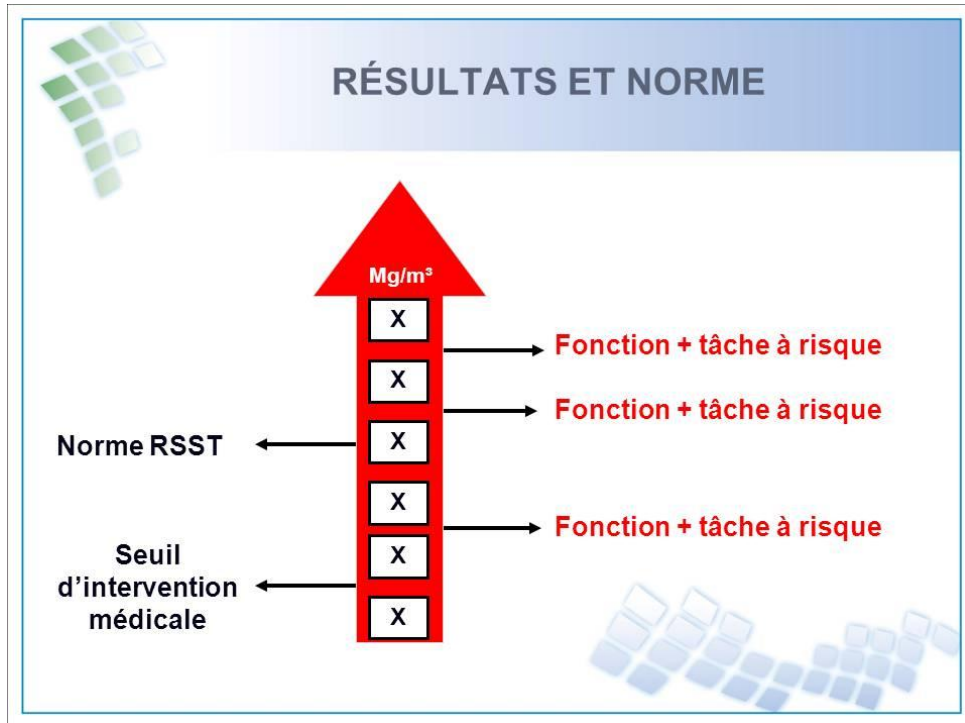 RÉSULTATS ET NORME
Mg/m³
X
Fonction + tâche à risque
X
Fonction + tâche à risque
Norme RSST
X
X
Fonction + tâche à risque
Seuil
d'intervention
médicale
X
X